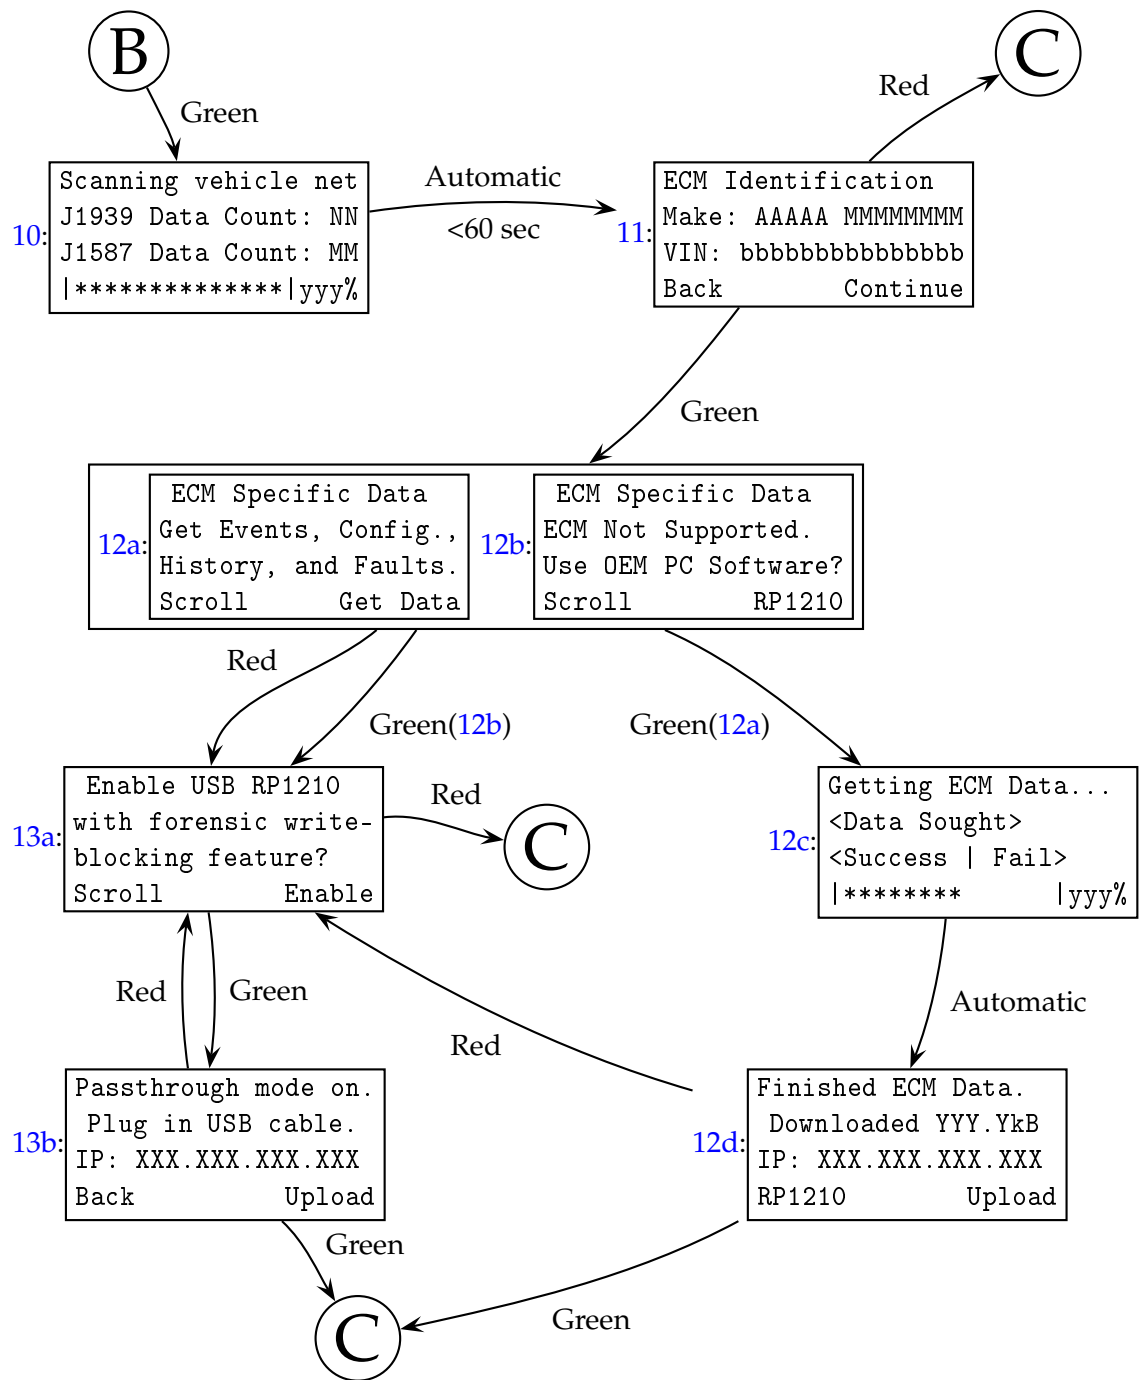 B
C
Green
Red
10:
Scanning vehicle net
J1939 Data Count: NN
J1587 Data Count: MM
|**************|yyy%
Automatic
<60 sec
11:
ECM Identification
Make: AAAAA MMMMMMMM
VIN: bbbbbbbbbbbbbbb
Back Continue
Green
12a:
ECM Specific Data
Get Events, Config.,
History, and Faults.
Scroll Get Data
12b:
ECM Specific Data
ECM Not Supported.
Use OEM PC Software?
Scroll RP1210
Red
Green(12b)
Green(12a)
13a:
Enable USB RP1210
with forensic write-
blocking feature?
Scroll Enable
Red
C
12c:
Getting ECM Data...
<Data Sought>
<Success | Fail>
|******** |yyy%
Red
Green
Red
Automatic
13b:
Passthrough mode on.
Plug in USB cable.
IP: XXX.XXX.XXX.XXX
Back Upload
12d:
Finished ECM Data.
Downloaded YYY.YkB
IP: XXX.XXX.XXX.XXX
RP1210 Upload
Green
Green
C